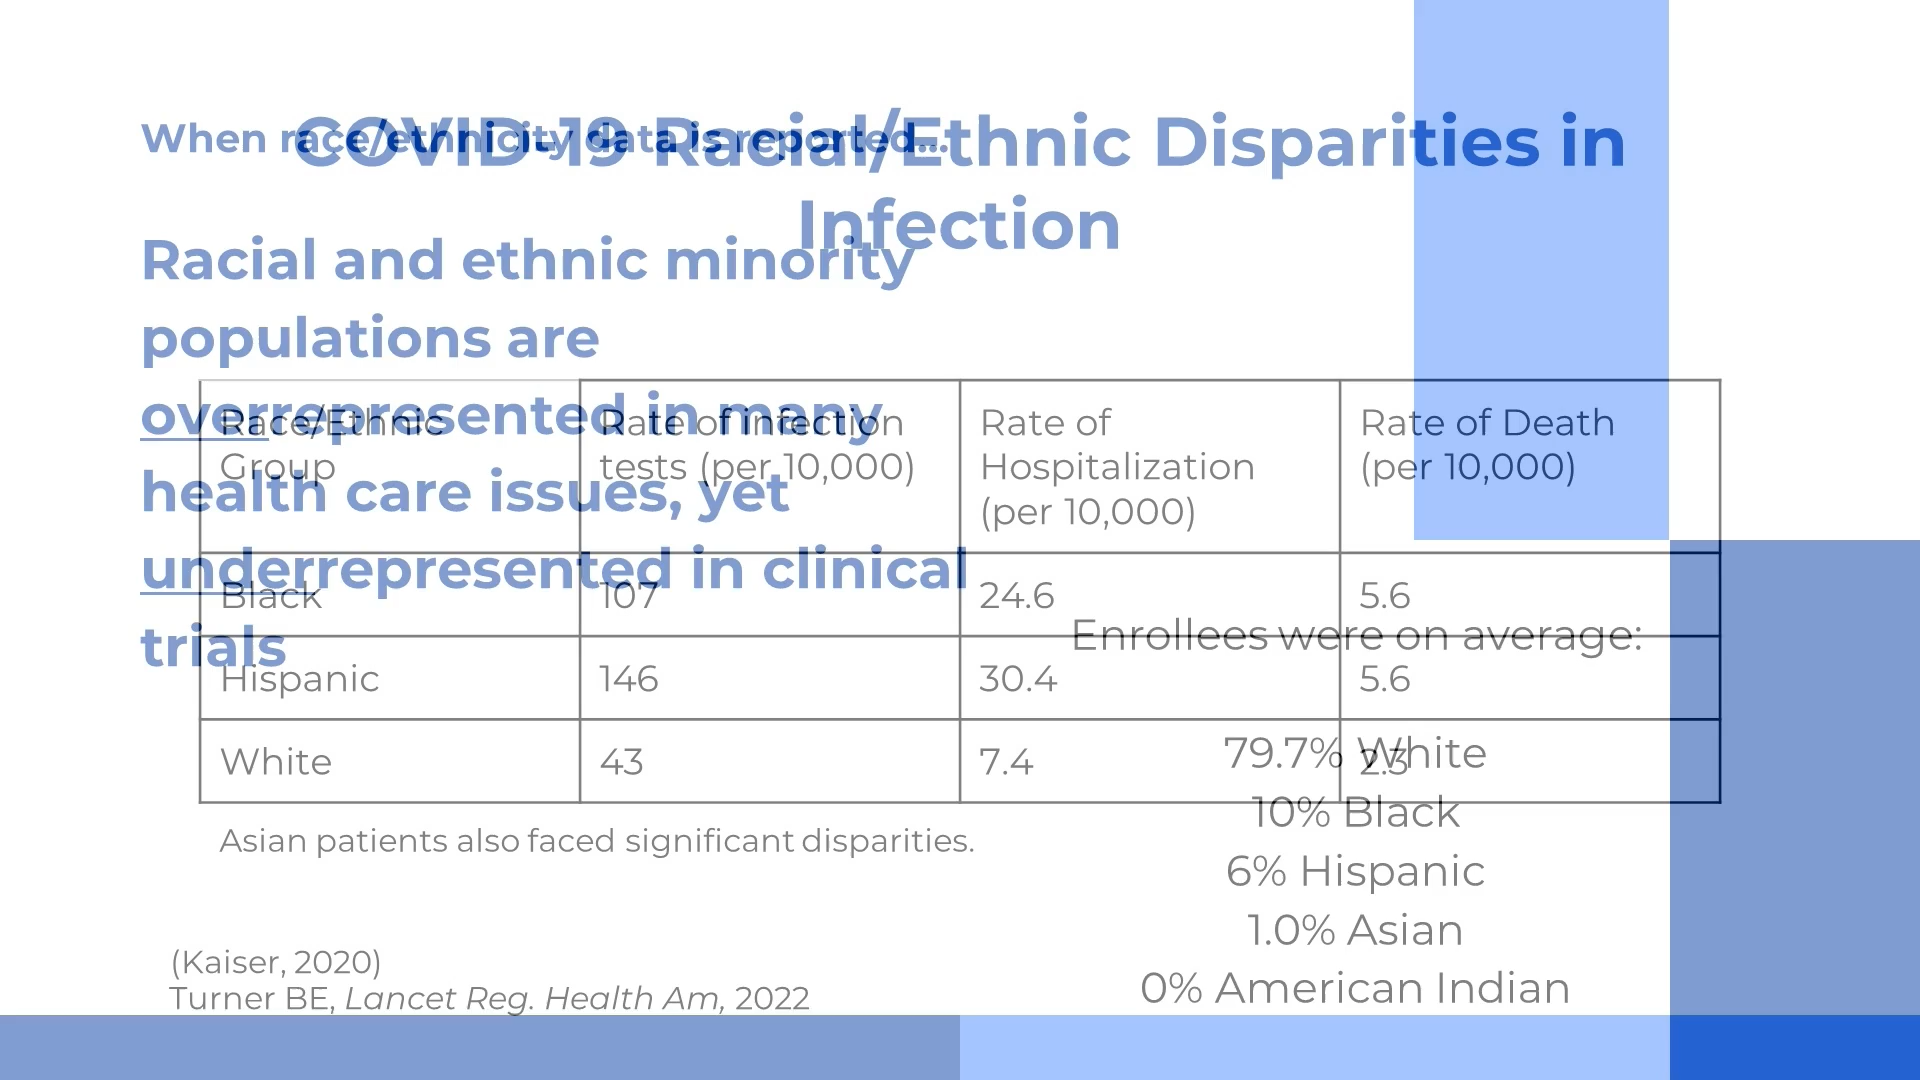 When race/ethnicity data is reported...
Racial and ethnic minority
populations are
overrepresented in many
health care issues, yet
underrepresented in clinical
trials
Enrollees were on average:
79.7% White
10% Black
6% Hispanic
1.0% Asian
0% American Indian
COVID-19 Racial/Ethnic Disparities in
Infection
Race/Ethnic Group
Rate of infection tests (per 10,000)
Rate of Hospitalization (per 10,000)
Rate of Death (per 10,000)
Black 107 24.6 5.6
Hispanic 146 30.4 5.6
White 43 7.4 2.3
Asian patients also faced significant disparities.
(Kaiser, 2020)
Turner BE, Lancet Reg. Health Am, 2022